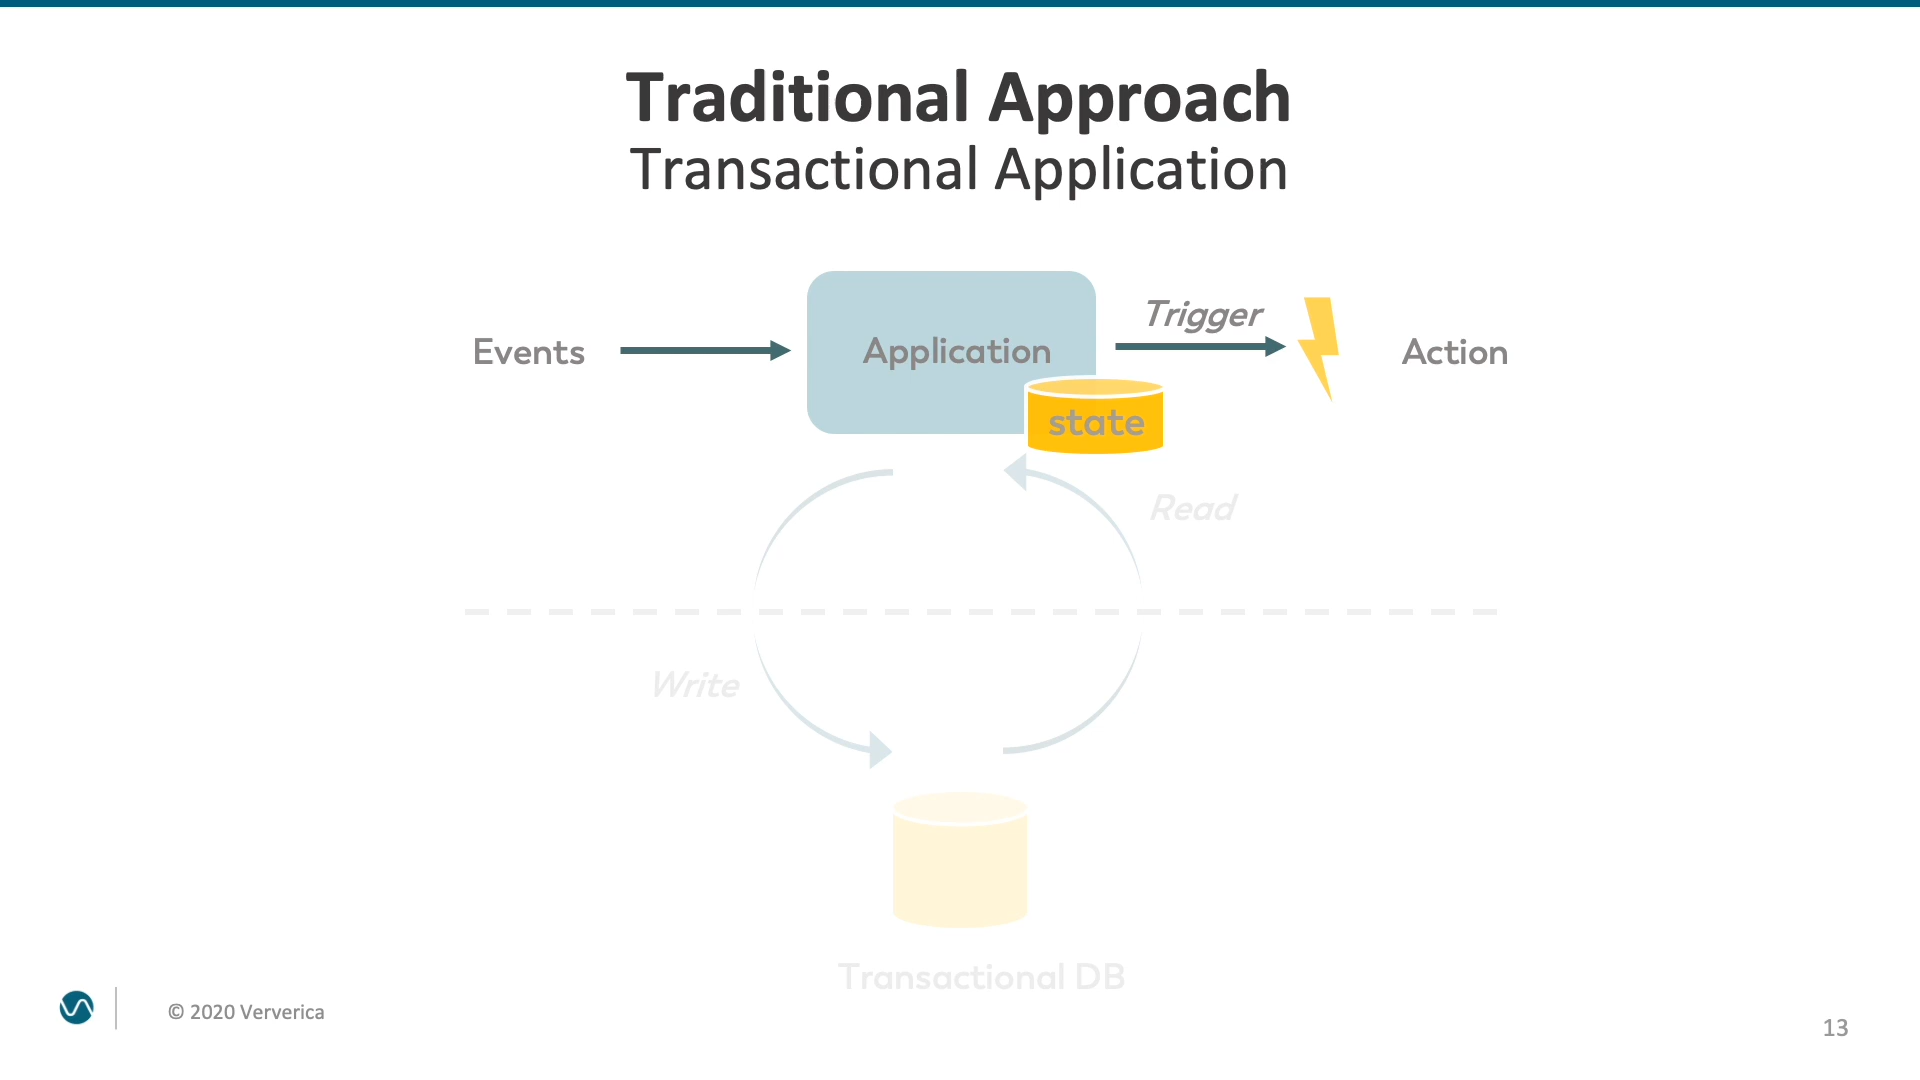 Traditional Approach
Transactional Application
Events
Application
Trigger
Action
state
Read
Write
Transactional DB
© 2020 Ververica
13